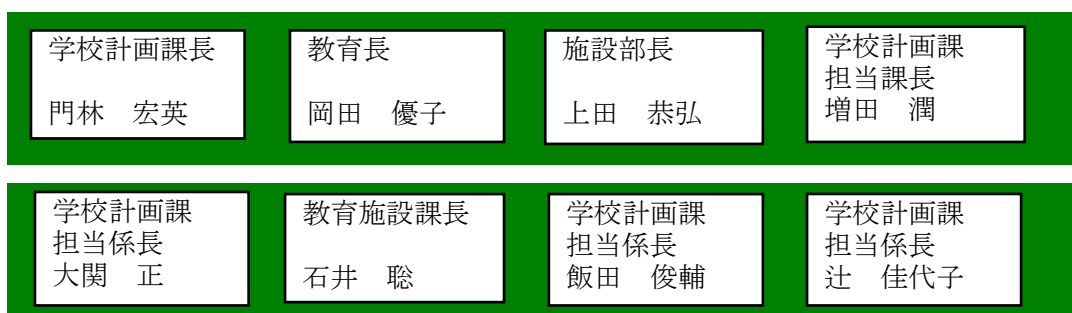 学校計画課長
門林　宏英
教育長
岡田　優子
施設部長
上田　恭弘
学校計画課
担当課長
増田　潤
学校計画課
担当係長
大関　正
教育施設課長
石井　聡
学校計画課
担当係長
飯田　俊輔
学校計画課
担当係長
辻　佳代子